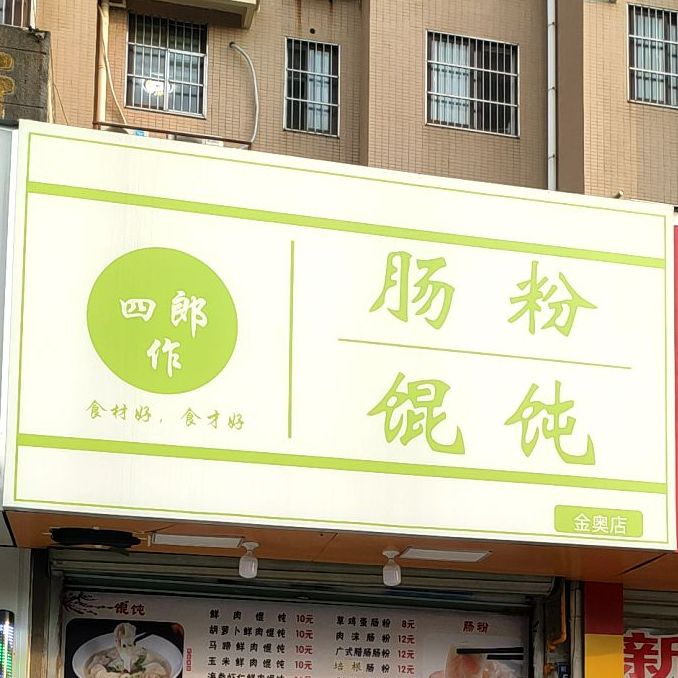 四郎
作
食材好，食才好
肠粉
馄饨
金奥店
馄饨
鲜肉馄饨 10元
胡萝卜鲜肉馄饨 10元
马蹄鲜肉馄饨 10元
玉米鲜肉馄饨 10元
草鸡蛋肠粉 8元
肉沫肠粉 12元
广式腊肠肠粉 12元
培根肠粉 12元
肠粉
新